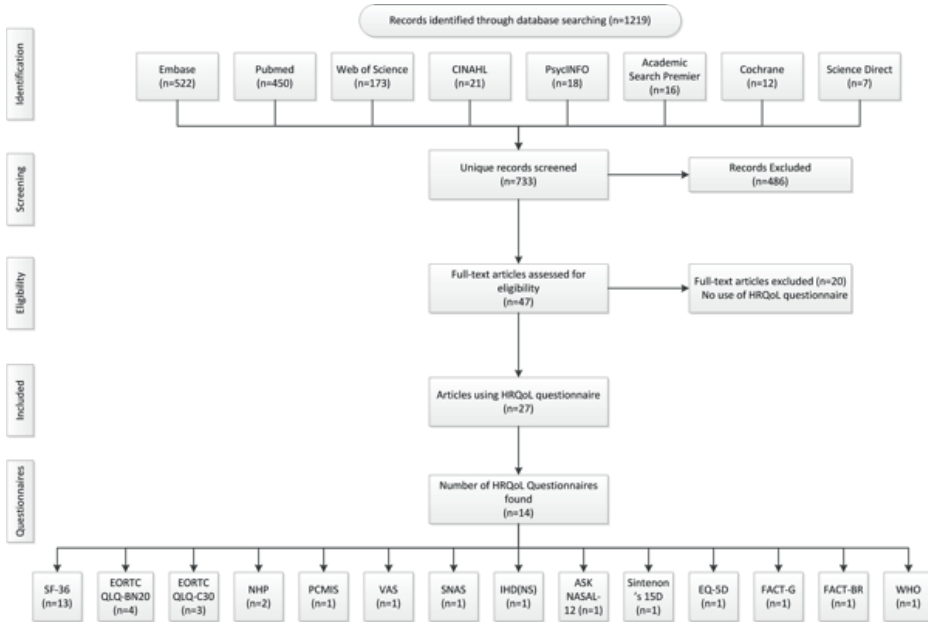 Records identified through database searching (n=1219)
Identification
Embase
(n=522)
Pubmed
(n=450)
Web of Science
(n=173)
CINAHL
(n=21)
PsycINFO
(n=18)
Academic
Search Premier
(n=16)
Cochrane
(n=12)
Science Direct
(n=7)
Screening
Unique records screened
(n=733)
Records Excluded
(n=486)
Eligibility
Full-text articles assessed for
eligibility
(n=47)
Full-text articles excluded (n=20)
No use of HRQoL questionnaire
Included
Articles using HRQoL questionnaire
(n=27)
Questionnaires
Number of HRQoL Questionnaires
found
(n=14)
SF-36
(n=13)
EORTC
QLQ-BN20
(n=4)
EORTC
QLQ-C30
(n=3)
NHP
(n=2)
PCMIS
(n=1)
VAS
(n=1)
SNAS
(n=1)
IHD(NS)
(n=1)
ASK
NASAL-
12 (n=1)
Sintenon
's 15D
(n=1)
EQ-5D
(n=1)
FACT-G
(n=1)
FACT-BR
(n=1)
WHO
(n=1)